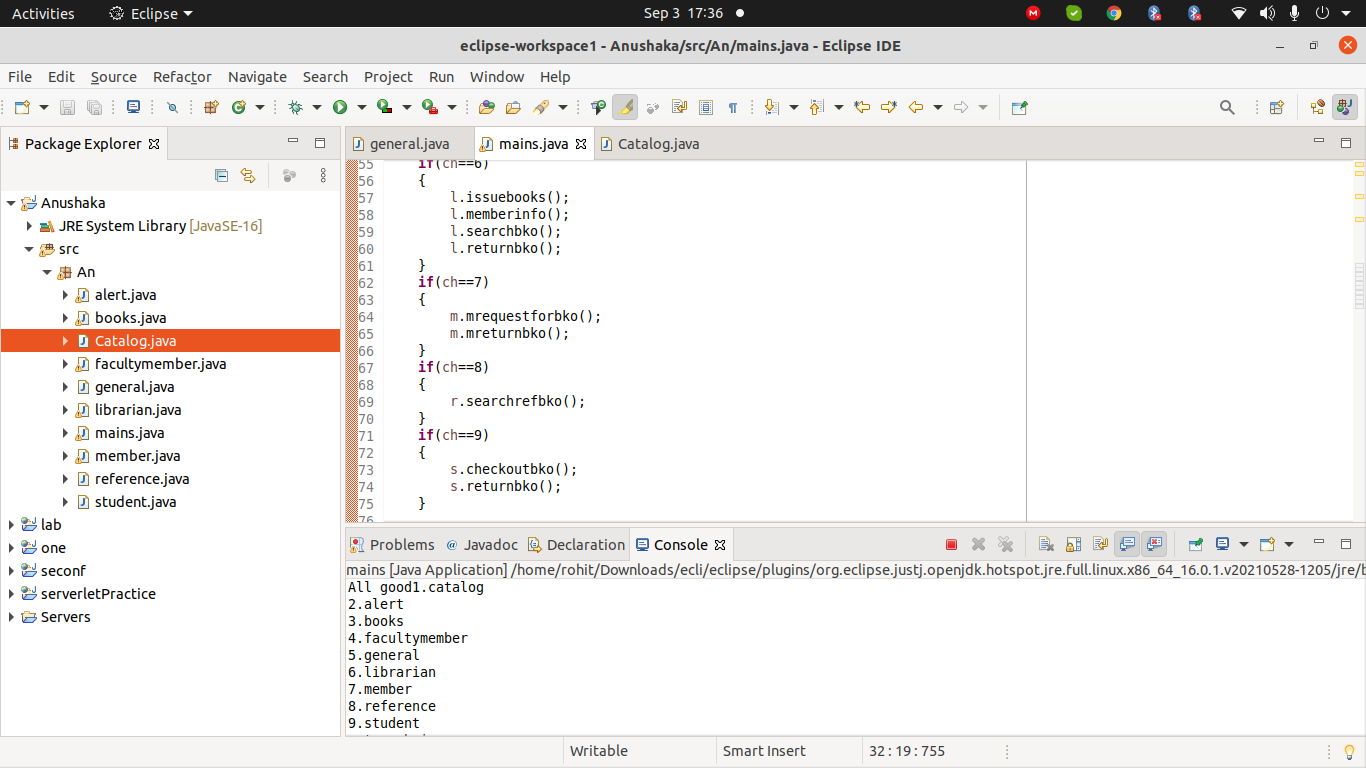 Activities Eclipse Sep 3 17:36
eclipse-workspace1 - Anushaka/src/An/mains.java - Eclipse IDE
File Edit Source Refactor Navigate Search Project Run Window Help
Package Explorer
Anushaka
JRE System Library [JavaSE-16]
src
An
alert.java
books.java
Catalog.java
facultymember.java
general.java
librarian.java
mains.java
member.java
reference.java
student.java
lab
one
seconf
serverletPractice
Servers
general.java mains.java Catalog.java
55 if(ch==6)
56 {
57 l.issuebooks();
58 l.memberinfo();
59 l.searchbko();
60 l.returnbko();
61 }
62 if(ch==7)
63 {
64 m.mrequestforbko();
65 m.mreturnbko();
66 }
67 if(ch==8)
68 {
69 r.searchrefbko();
70 }
71 if(ch==9)
72 {
73 s.checkoutbko();
74 s.returnbko();
75 }
76
Problems @ Javadoc Declaration Console
mains [Java Application] /home/rohit/Downloads/ecli/eclipse/plugins/org.eclipse.justj.openjdk.hotspot.jre.full.linux.x86_64_16.0.1.v20210528-1205/jre/b
All good1.catalog
2.alert
3.books
4.facultymember
5.general
6.librarian
7.member
8.reference
9.student
Writable Smart Insert 32 : 19 : 755